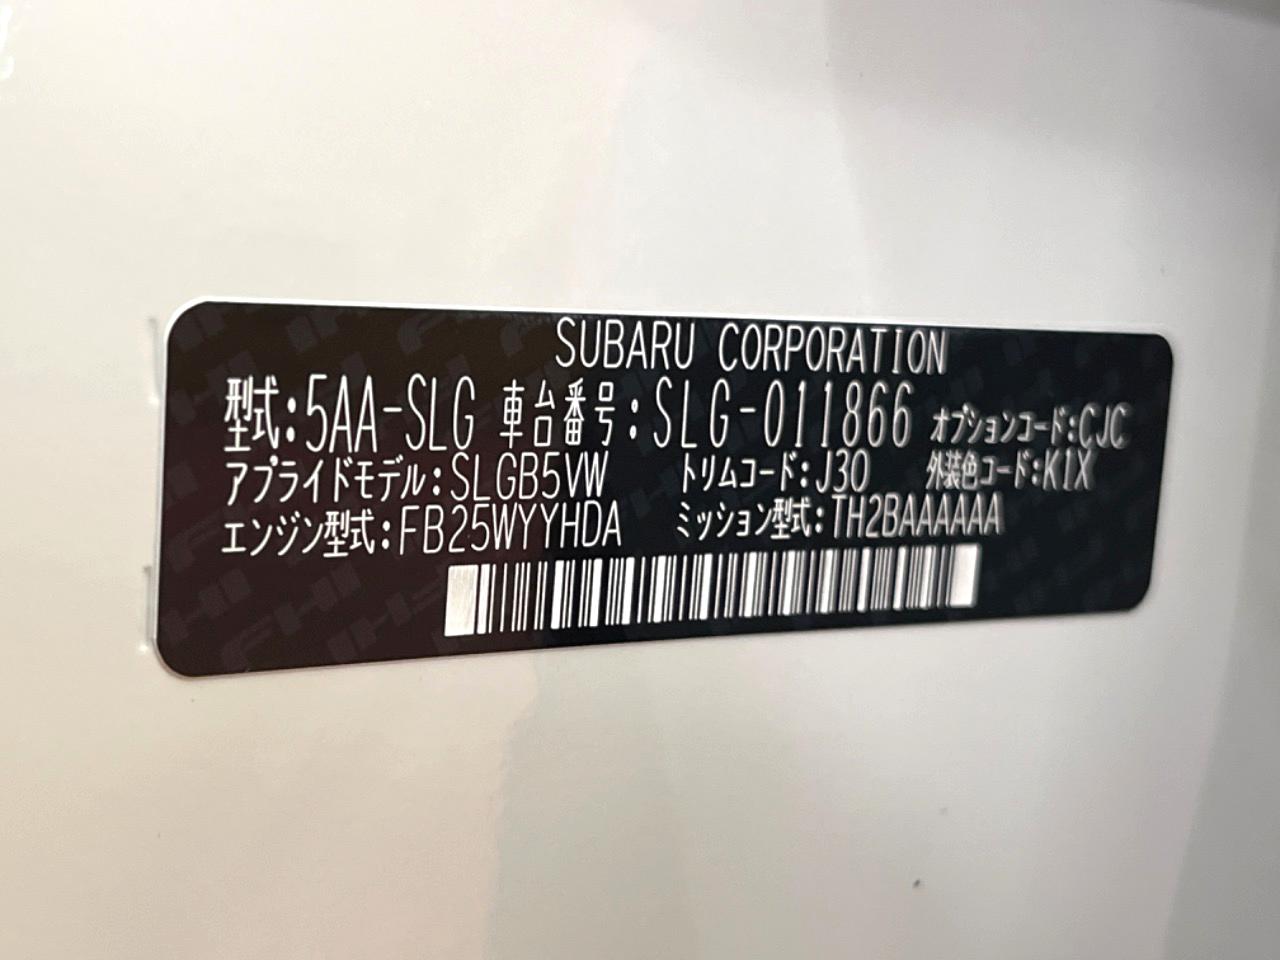 SUBARU CORPORATION
型式:5AA-SLG 車台番号:SLG-011866 オプションコード:CJC
アプライドモデル:SLGB5VW トリムコード:J30 外装色コード:K1X
エンジン型式:FB25WYYHDA ミッション型式:TH2BAAAAAA